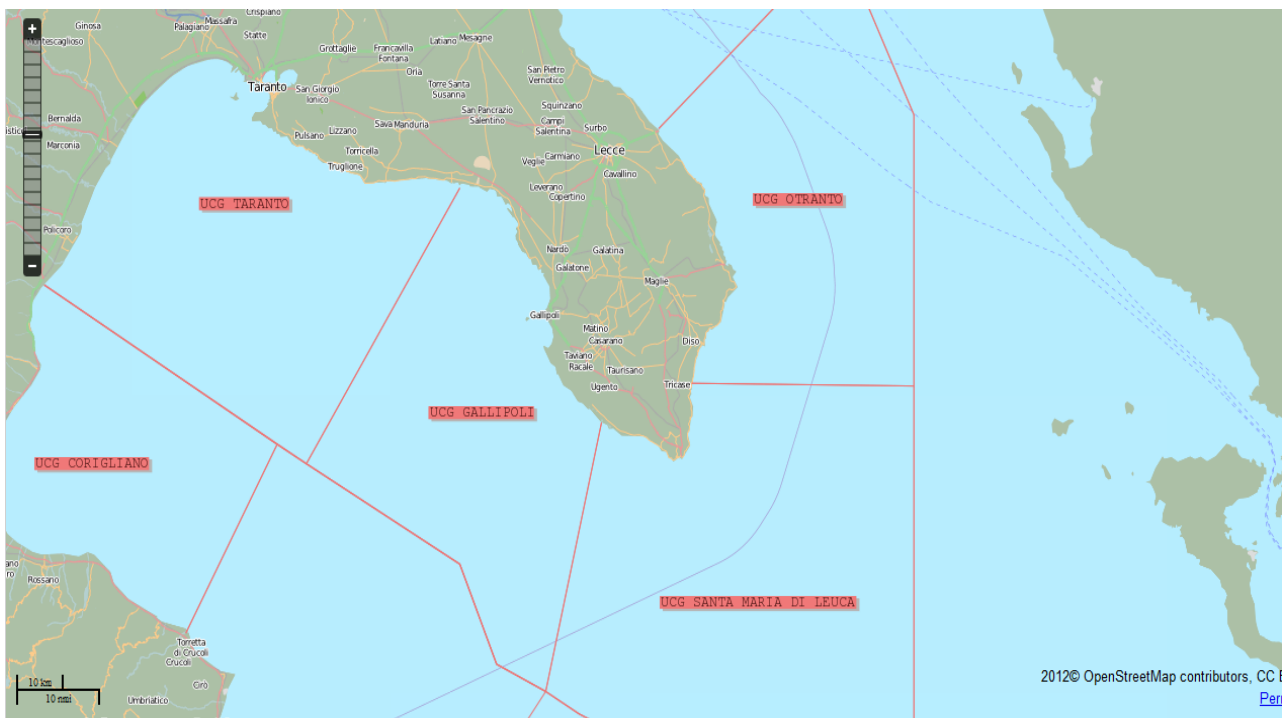 Crispiano
Ginosa
Massafra
Palagiano
Statte
Montescaglioso
Grottaglie
Francavilla
Fontana
Latiano
Mesagne
Oria
San Pietro
Vernotico
Taranto
San Giorgio
Ionico
Torre Santa
Susanna
Squinzano
San Pancrazio
Salentino
Campi
Salentina
Surbo
Bernalda
Marconia
Pulsano
Lizzano
Sava
Manduria
Torricella
Truglione
Veglie
Carmiano
Lecce
Cavallino
Leverano
Copertino
UCG TARANTO
UCG OTRANTO
Policoro
Nardò
Galatina
Galatone
Maglie
Gallipoli
Matino
Casarano
Diso
Taviano
Racale
Taurisano
Ugento
Tricase
UCG GALLIPOLI
UCG CORIGLIANO
Rossano
UCG SANTA MARIA DI LEUCA
Torretta
di Crucoli
Crucoli
Cirò
Umbriatico
10 km
10 nmi
2012© OpenStreetMap contributors, CC